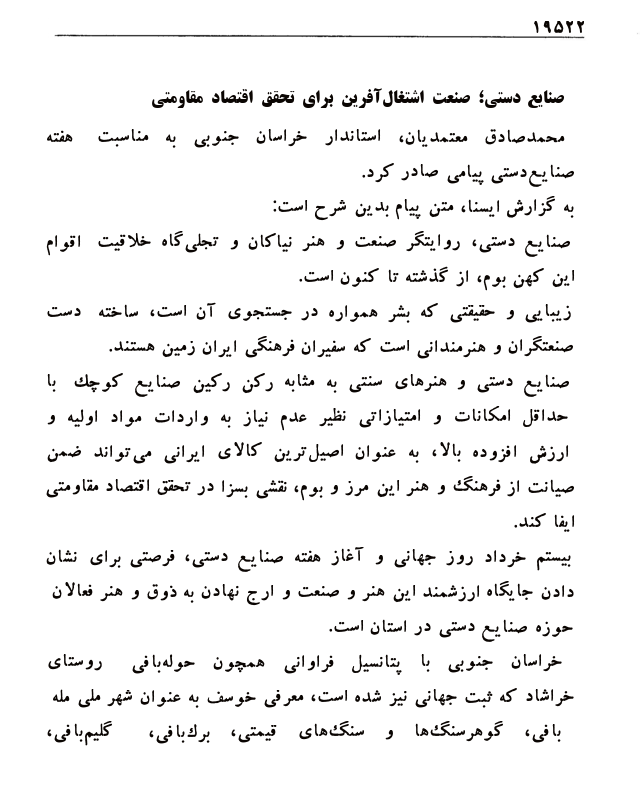 ۱۹۵۲۲
صنایع دستی؛ صنعت اشتغال‌آفرین برای تحقق اقتصاد مقاومتی
محمدصادق معتمدیان، استاندار خراسان جنوبی به مناسبت هفته
صنایع‌دستی پیامی صادر کرد.
به گزارش ایسنا، متن پیام بدین شرح است:
صنایع دستی، روایتگر صنعت و هنر نیاکان و تجلی‌گاه خلاقیت اقوام
این کهن بوم، از گذشته تا کنون است.
زیبایی و حقیقتی که بشر همواره در جستجوی آن است، ساخته دست
صنعتگران و هنرمندانی است که سفیران فرهنگی ایران زمین هستند.
صنایع دستی و هنرهای سنتی به مثابه رکن رکین صنایع کوچک با
حداقل امکانات و امتیازاتی نظیر عدم نیاز به واردات مواد اولیه و
ارزش افزوده بالا، به عنوان اصیل‌ترین کالای ایرانی می‌تواند ضمن
صیانت از فرهنگ و هنر این مرز و بوم، نقشی بسزا در تحقق اقتصاد مقاومتی
ایفا کند.
بیستم خرداد روز جهانی و آغاز هفته صنایع دستی، فرصتی برای نشان
دادن جایگاه ارزشمند این هنر و صنعت و ارج نهادن به ذوق و هنر فعالان
حوزه صنایع دستی در استان است.
خراسان جنوبی با پتانسیل فراوانی همچون حوله‌بافی روستای
خراشاد که ثبت جهانی نیز شده است، معرفی خوسف به عنوان شهر ملی مله
بافی، گوهرسنگ‌ها و سنگ‌های قیمتی، برک‌بافی، گلیم‌بافی،